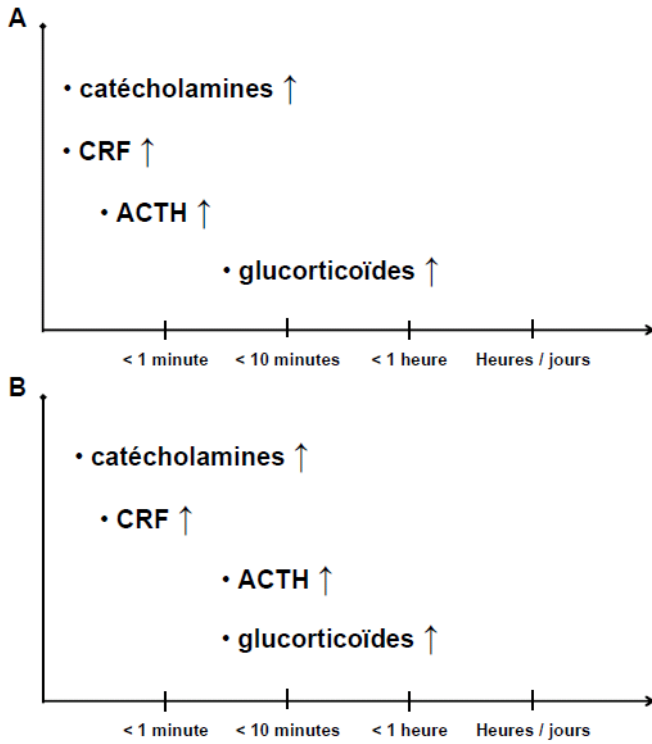 A
• catécholamines ↑
• CRF ↑
• ACTH ↑
• glucorticoïdes ↑
< 1 minute < 10 minutes < 1 heure Heures / jours
B
• catécholamines ↑
• CRF ↑
• ACTH ↑
• glucorticoïdes ↑
< 1 minute < 10 minutes < 1 heure Heures / jours